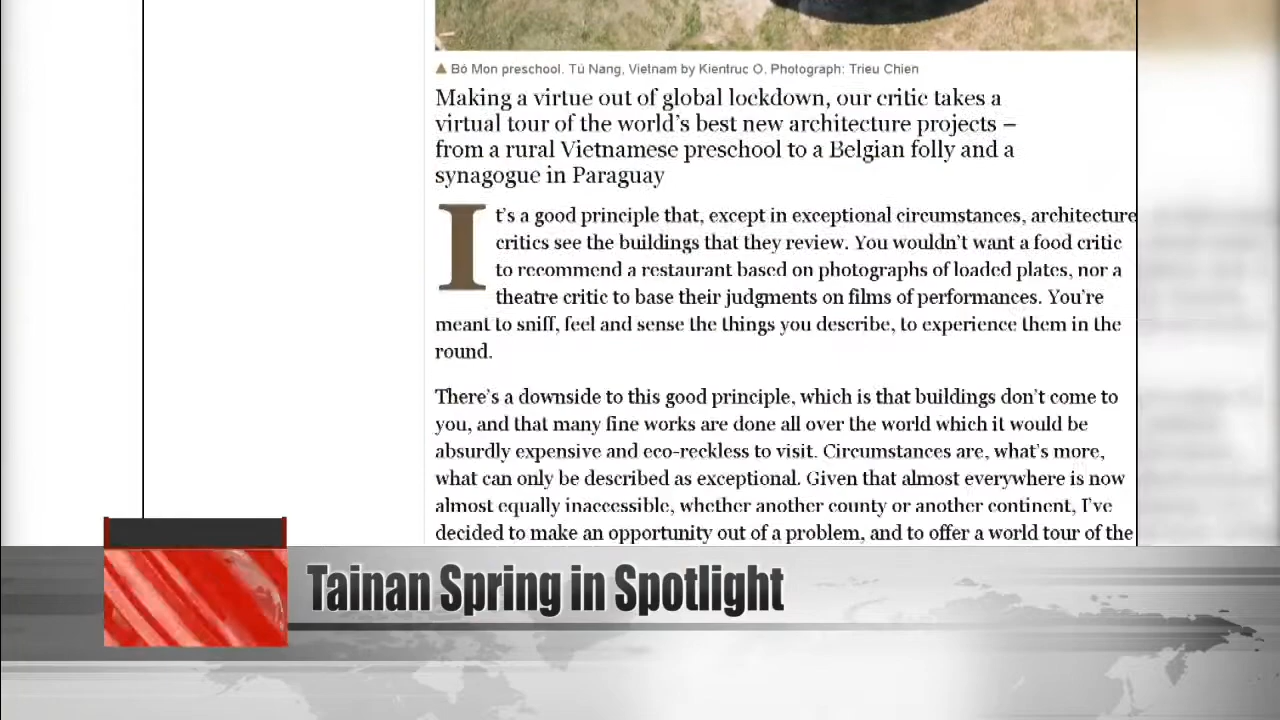 ▲ Bó Mon preschool. Tú Nang, Vietnam by Kientruc O. Photograph: Trieu Chien
Making a virtue out of global lockdown, our critic takes a
virtual tour of the world's best new architecture projects –
from a rural Vietnamese preschool to a Belgian folly and a
synagogue in Paraguay
It's a good principle that, except in exceptional circumstances, architecture
critics see the buildings that they review. You wouldn't want a food critic
to recommend a restaurant based on photographs of loaded plates, nor a
theatre critic to base their judgments on films of performances. You're
meant to sniff, feel and sense the things you describe, to experience them in the
round.
There's a downside to this good principle, which is that buildings don't come to
you, and that many fine works are done all over the world which it would be
absurdly expensive and eco-reckless to visit. Circumstances are, what's more,
what can only be described as exceptional. Given that almost everywhere is now
almost equally inaccessible, whether another county or another continent, I've
decided to make an opportunity out of a problem, and to offer a world tour of the
Tainan Spring in Spotlight